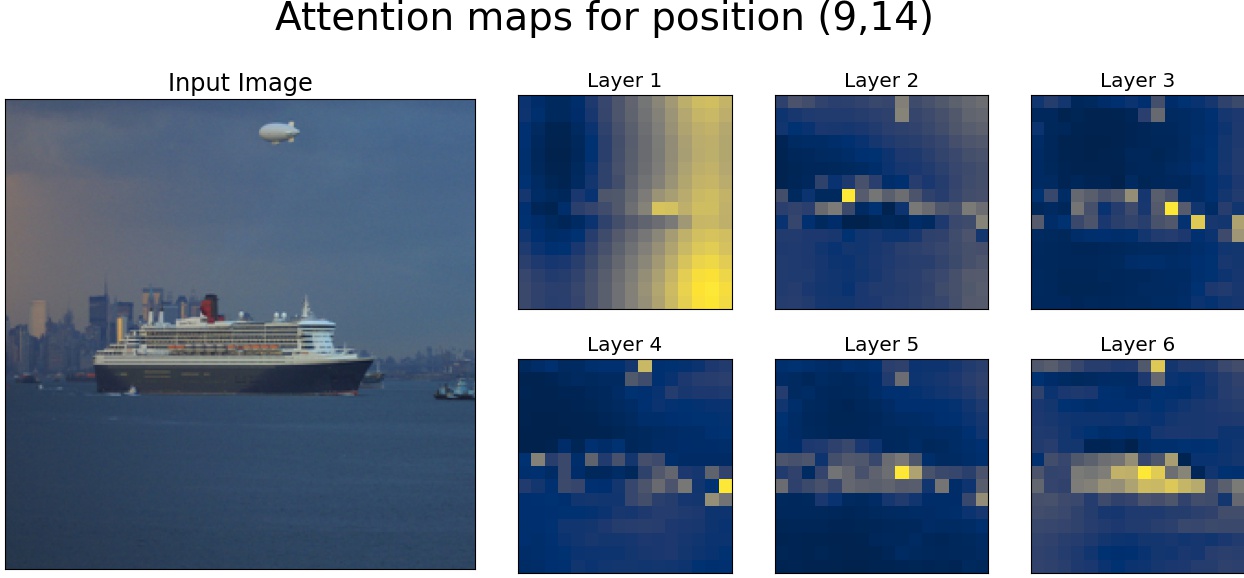 Attention maps for position (9,14)
Input Image
Layer 1
Layer 2
Layer 3
Layer 4
Layer 5
Layer 6